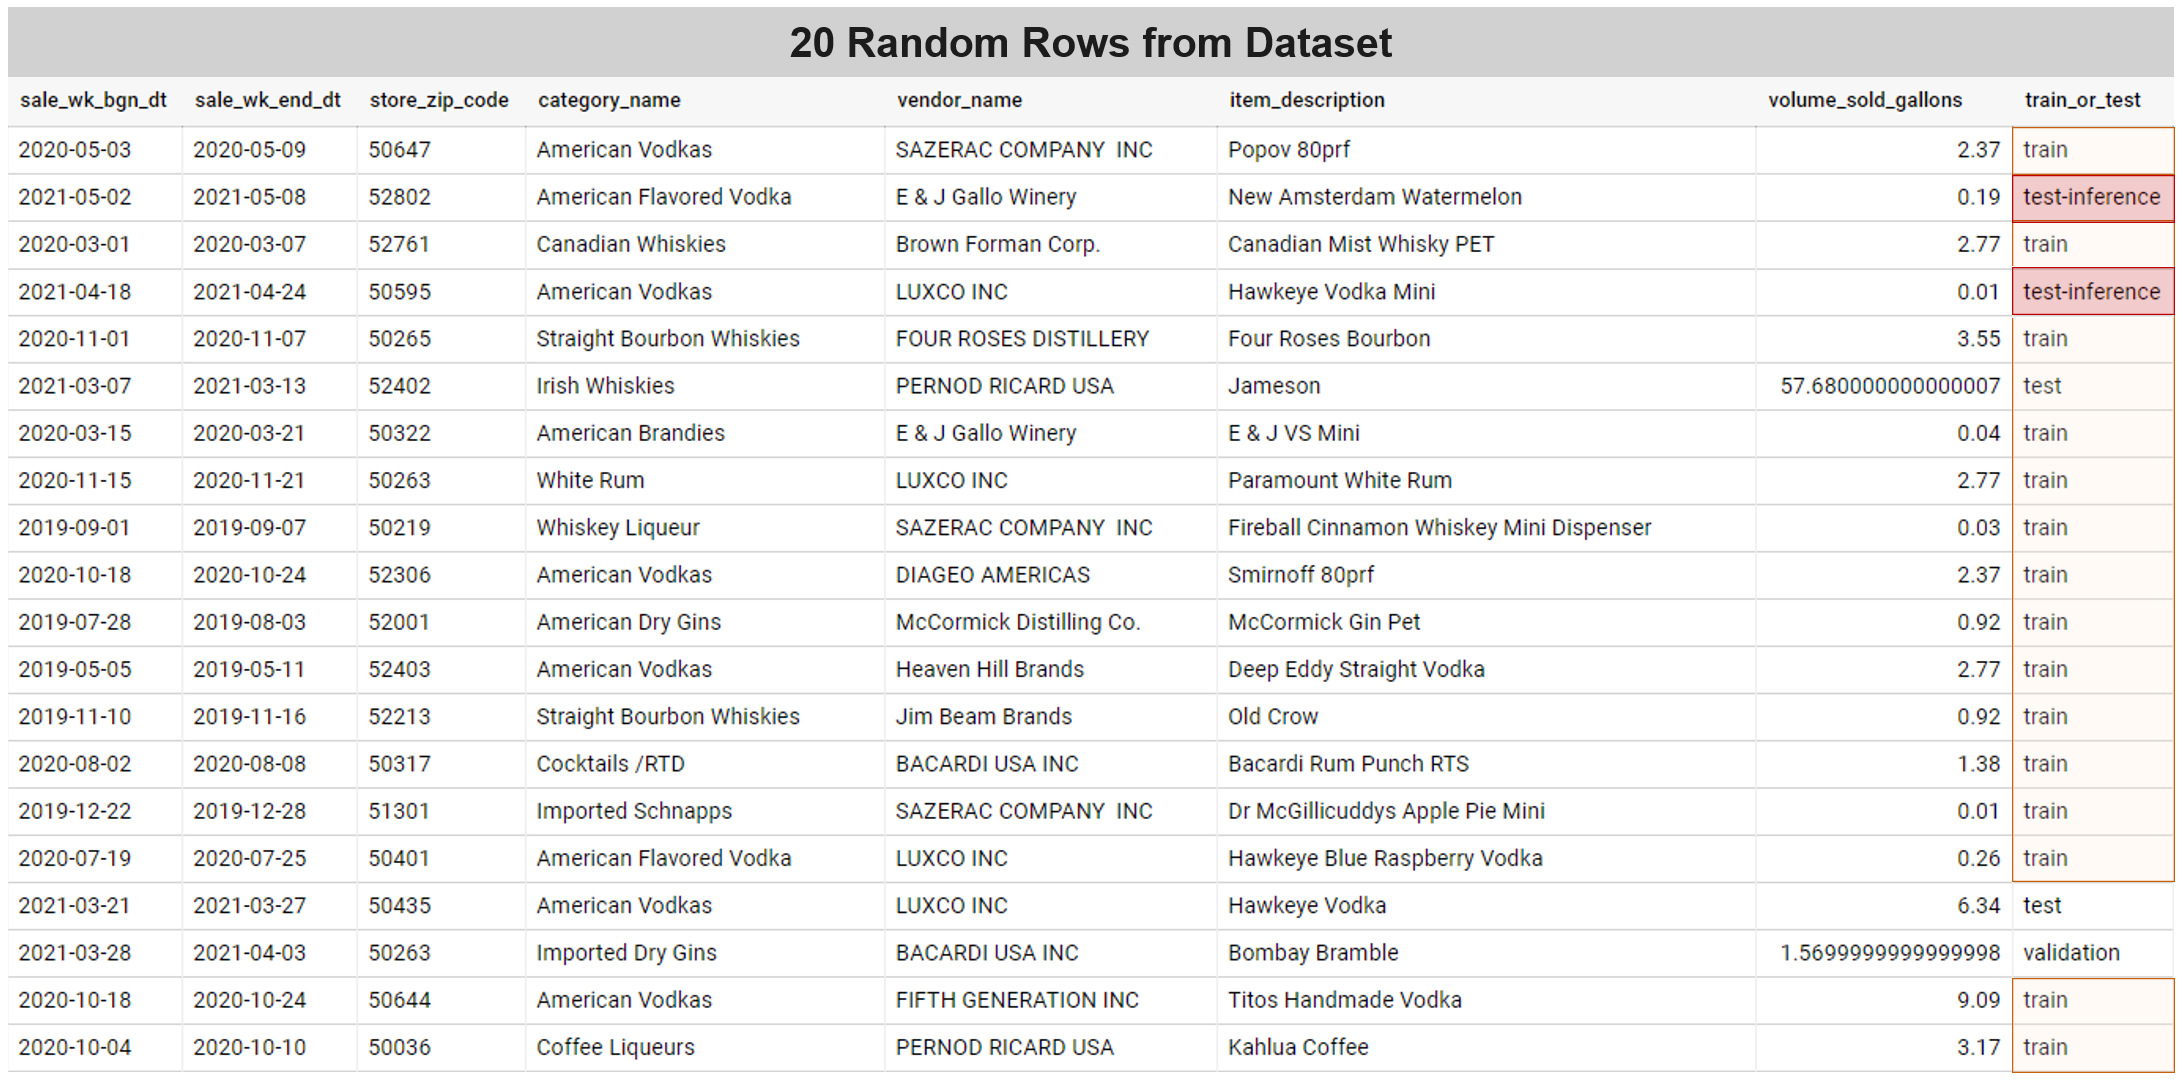 20 Random Rows from Dataset
sale_wk_bgn_dt sale_wk_end_dt store_zip_code category_name vendor_name item_description volume_sold_gallons train_or_test
2020-05-03 2020-05-09 50647 American Vodkas SAZERAC COMPANY  INC Popov 80prf 2.37 train
2021-05-02 2021-05-08 52802 American Flavored Vodka E & J Gallo Winery New Amsterdam Watermelon 0.19 test-inference
2020-03-01 2020-03-07 52761 Canadian Whiskies Brown Forman Corp. Canadian Mist Whisky PET 2.77 train
2021-04-18 2021-04-24 50595 American Vodkas LUXCO INC Hawkeye Vodka Mini 0.01 test-inference
2020-11-01 2020-11-07 50265 Straight Bourbon Whiskies FOUR ROSES DISTILLERY Four Roses Bourbon 3.55 train
2021-03-07 2021-03-13 52402 Irish Whiskies PERNOD RICARD USA Jameson 57.680000000000007 test
2020-03-15 2020-03-21 50322 American Brandies E & J Gallo Winery E & J VS Mini 0.04 train
2020-11-15 2020-11-21 50263 White Rum LUXCO INC Paramount White Rum 2.77 train
2019-09-01 2019-09-07 50219 Whiskey Liqueur SAZERAC COMPANY  INC Fireball Cinnamon Whiskey Mini Dispenser 0.03 train
2020-10-18 2020-10-24 52306 American Vodkas DIAGEO AMERICAS Smirnoff 80prf 2.37 train
2019-07-28 2019-08-03 52001 American Dry Gins McCormick Distilling Co. McCormick Gin Pet 0.92 train
2019-05-05 2019-05-11 52403 American Vodkas Heaven Hill Brands Deep Eddy Straight Vodka 2.77 train
2019-11-10 2019-11-16 52213 Straight Bourbon Whiskies Jim Beam Brands Old Crow 0.92 train
2020-08-02 2020-08-08 50317 Cocktails /RTD BACARDI USA INC Bacardi Rum Punch RTS 1.38 train
2019-12-22 2019-12-28 51301 Imported Schnapps SAZERAC COMPANY  INC Dr McGillicuddys Apple Pie Mini 0.01 train
2020-07-19 2020-07-25 50401 American Flavored Vodka LUXCO INC Hawkeye Blue Raspberry Vodka 0.26 train
2021-03-21 2021-03-27 50435 American Vodkas LUXCO INC Hawkeye Vodka 6.34 test
2021-03-28 2021-04-03 50263 Imported Dry Gins BACARDI USA INC Bombay Bramble 1.5699999999999998 validation
2020-10-18 2020-10-24 50644 American Vodkas FIFTH GENERATION INC Titos Handmade Vodka 9.09 train
2020-10-04 2020-10-10 50036 Coffee Liqueurs PERNOD RICARD USA Kahlua Coffee 3.17 train